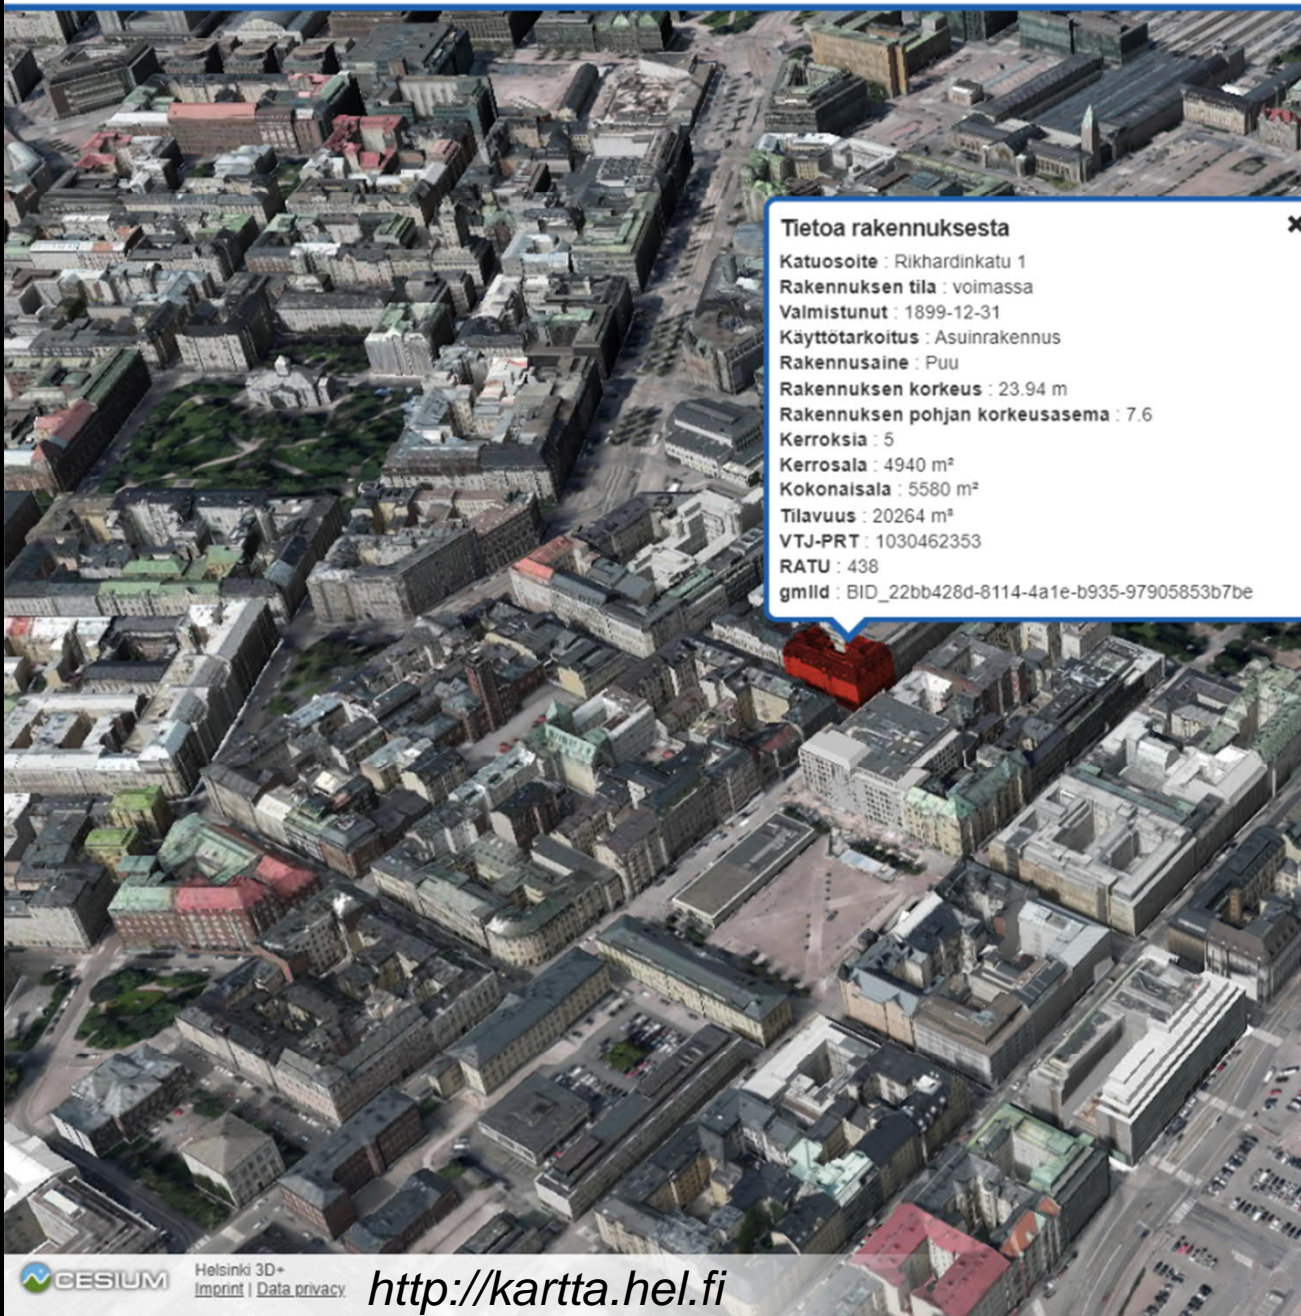 Tietoa rakennuksesta
Katuosoite : Rikhardinkatu 1
Rakennuksen tila : voimassa
Valmistunut : 1899-12-31
Käyttötarkoitus : Asuinrakennus
Rakennusaine : Puu
Rakennuksen korkeus : 23.94 m
Rakennuksen pohjan korkeusasema : 7.6
Kerroksia : 5
Kerrosala : 4940 m²
Kokonaisala : 5580 m²
Tilavuus : 20264 m³
VTJ-PRT : 1030462353
RATU : 438
gmlId : BID_22bb428d-8114-4a1e-b935-97905853b7be
CESIUM
Helsinki 3D+
Imprint | Data privacy
http://kartta.hel.fi